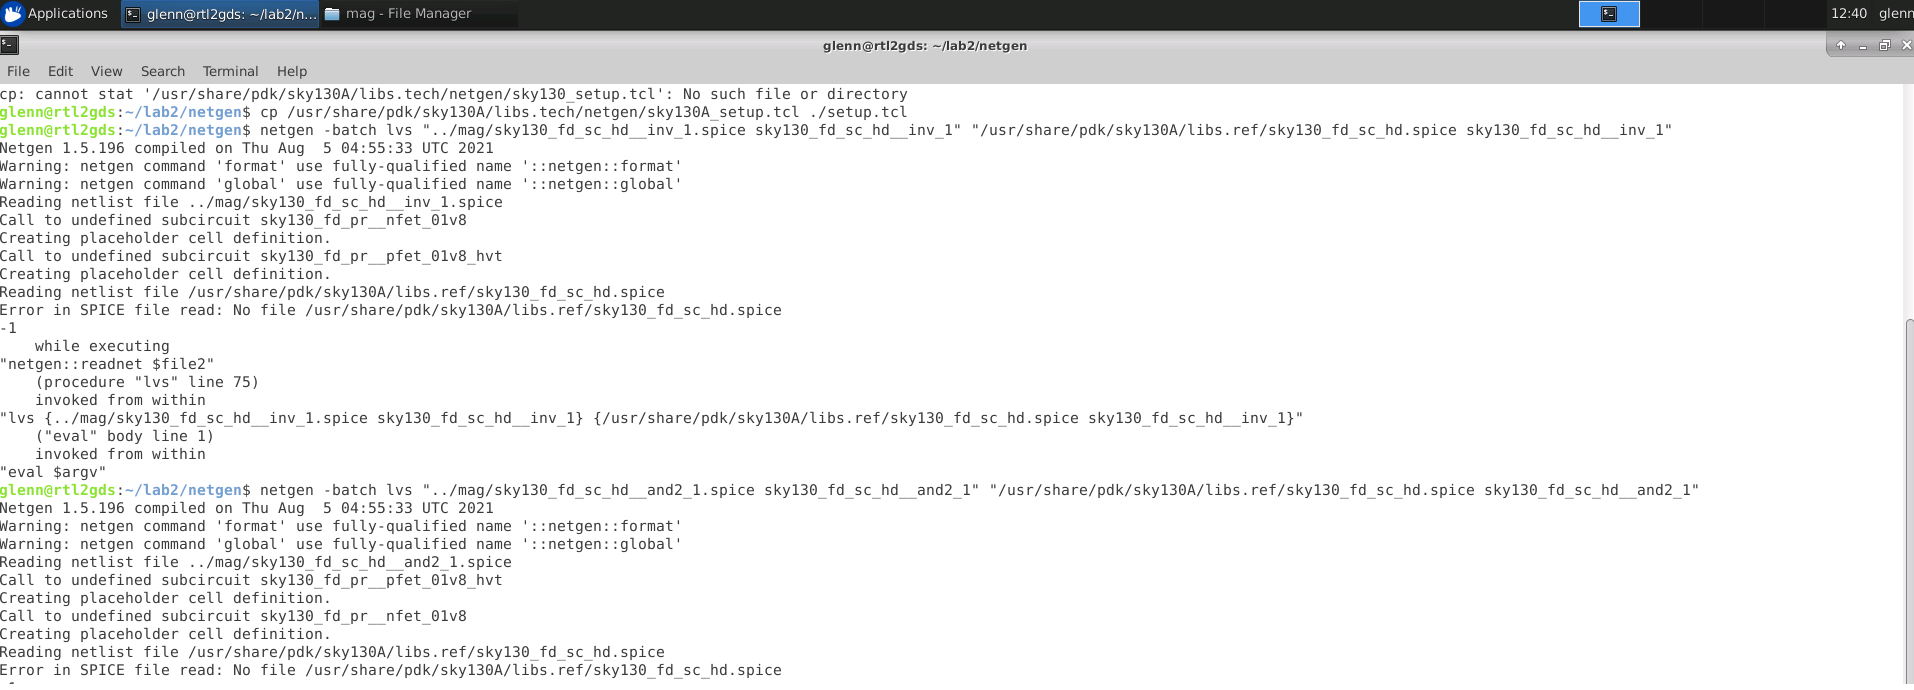 Applications glenn@rtl2gds: ~/lab2/n... mag - File Manager 12:40 glenn
glenn@rtl2gds: ~/lab2/netgen
File Edit View Search Terminal Help
cp: cannot stat '/usr/share/pdk/sky130A/libs.tech/netgen/sky130_setup.tcl': No such file or directory
glenn@rtl2gds:~/lab2/netgen$ cp /usr/share/pdk/sky130A/libs.tech/netgen/sky130A_setup.tcl ./setup.tcl
glenn@rtl2gds:~/lab2/netgen$ netgen -batch lvs "../mag/sky130_fd_sc_hd__inv_1.spice sky130_fd_sc_hd__inv_1" "/usr/share/pdk/sky130A/libs.ref/sky130_fd_sc_hd.spice sky130_fd_sc_hd__inv_1"
Netgen 1.5.196 compiled on Thu Aug  5 04:55:33 UTC 2021
Warning: netgen command 'format' use fully-qualified name '::netgen::format'
Warning: netgen command 'global' use fully-qualified name '::netgen::global'
Reading netlist file ../mag/sky130_fd_sc_hd__inv_1.spice
Call to undefined subcircuit sky130_fd_pr__nfet_01v8
Creating placeholder cell definition.
Call to undefined subcircuit sky130_fd_pr__pfet_01v8_hvt
Creating placeholder cell definition.
Reading netlist file /usr/share/pdk/sky130A/libs.ref/sky130_fd_sc_hd.spice
Error in SPICE file read: No file /usr/share/pdk/sky130A/libs.ref/sky130_fd_sc_hd.spice
-1
    while executing
"netgen::readnet $file2"
    (procedure "lvs" line 75)
    invoked from within
"lvs {../mag/sky130_fd_sc_hd__inv_1.spice sky130_fd_sc_hd__inv_1} {/usr/share/pdk/sky130A/libs.ref/sky130_fd_sc_hd.spice sky130_fd_sc_hd__inv_1}"
    ("eval" body line 1)
    invoked from within
"eval $argv"
glenn@rtl2gds:~/lab2/netgen$ netgen -batch lvs "../mag/sky130_fd_sc_hd__and2_1.spice sky130_fd_sc_hd__and2_1" "/usr/share/pdk/sky130A/libs.ref/sky130_fd_sc_hd.spice sky130_fd_sc_hd__and2_1"
Netgen 1.5.196 compiled on Thu Aug  5 04:55:33 UTC 2021
Warning: netgen command 'format' use fully-qualified name '::netgen::format'
Warning: netgen command 'global' use fully-qualified name '::netgen::global'
Reading netlist file ../mag/sky130_fd_sc_hd__and2_1.spice
Call to undefined subcircuit sky130_fd_pr__pfet_01v8_hvt
Creating placeholder cell definition.
Call to undefined subcircuit sky130_fd_pr__nfet_01v8
Creating placeholder cell definition.
Reading netlist file /usr/share/pdk/sky130A/libs.ref/sky130_fd_sc_hd.spice
Error in SPICE file read: No file /usr/share/pdk/sky130A/libs.ref/sky130_fd_sc_hd.spice